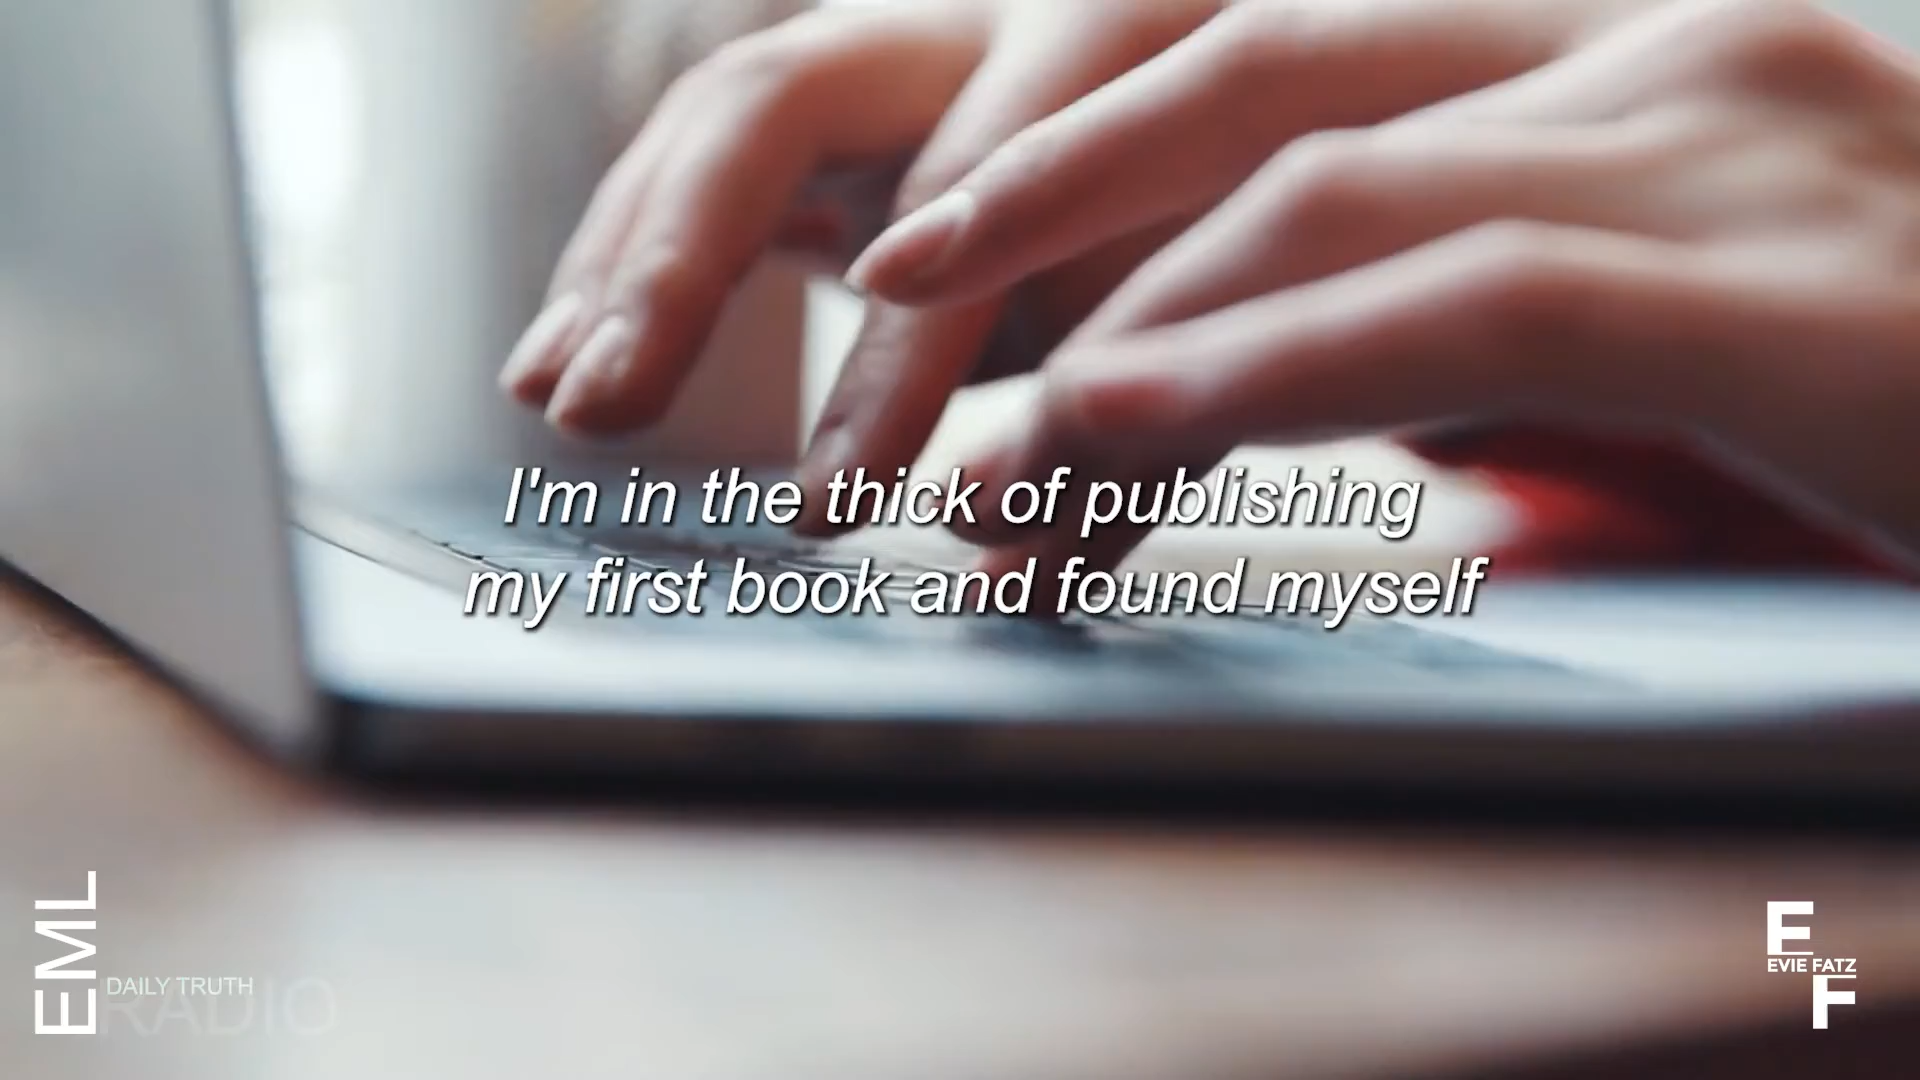 I'm in the thick of publishing
my first book and found myself
EML
DAILY TRUTH
RADIO
E
EVIE FATZ
F